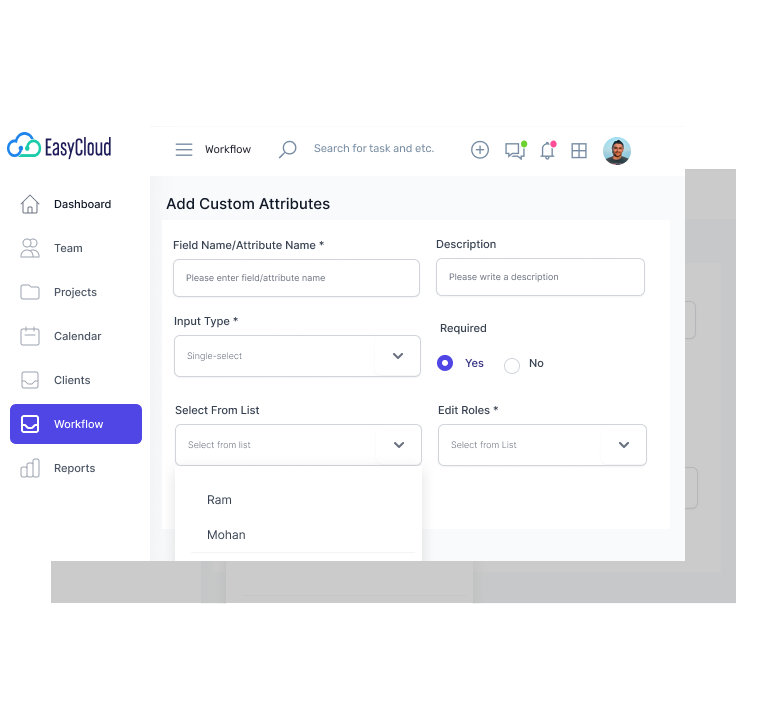 EasyCloud
Workflow
Search for task and etc.
Dashboard
Team
Projects
Calendar
Clients
Workflow
Reports
Add Custom Attributes
Field Name/Attribute Name *
Please enter field/attribute name
Description
Please write a description
Input Type *
Single-select
Required
Yes
No
Select From List
Select from list
Edit Roles *
Select from List
Ram
Mohan